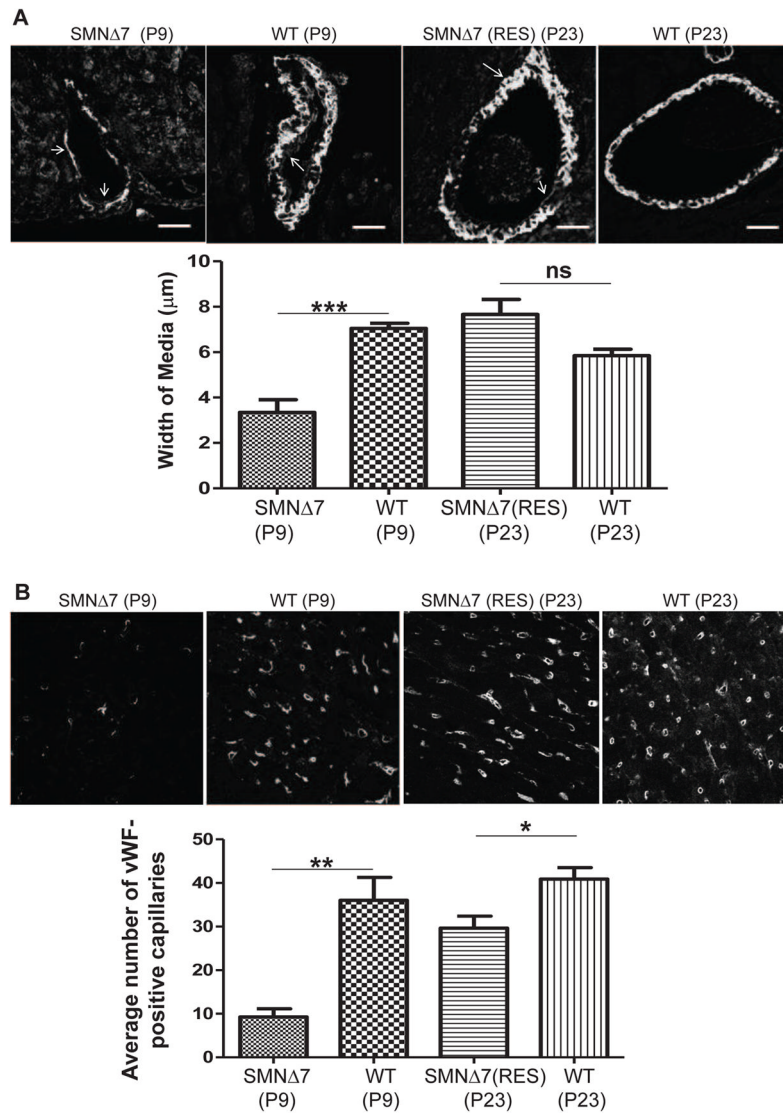 A
SMNΔ7 (P9) WT (P9) SMNΔ7 (RES) (P23) WT (P23)
Width of Media (μm)
10
8
6
4
2
0
***
ns
SMNΔ7 (P9)
WT (P9)
SMNΔ7(RES) (P23)
WT (P23)
B
SMNΔ7 (P9) WT (P9) SMNΔ7 (RES) (P23) WT (P23)
Average number of vWF-
positive capillaries
50
40
30
20
10
0
**
*
SMNΔ7 (P9)
WT (P9)
SMNΔ7(RES) (P23)
WT (P23)